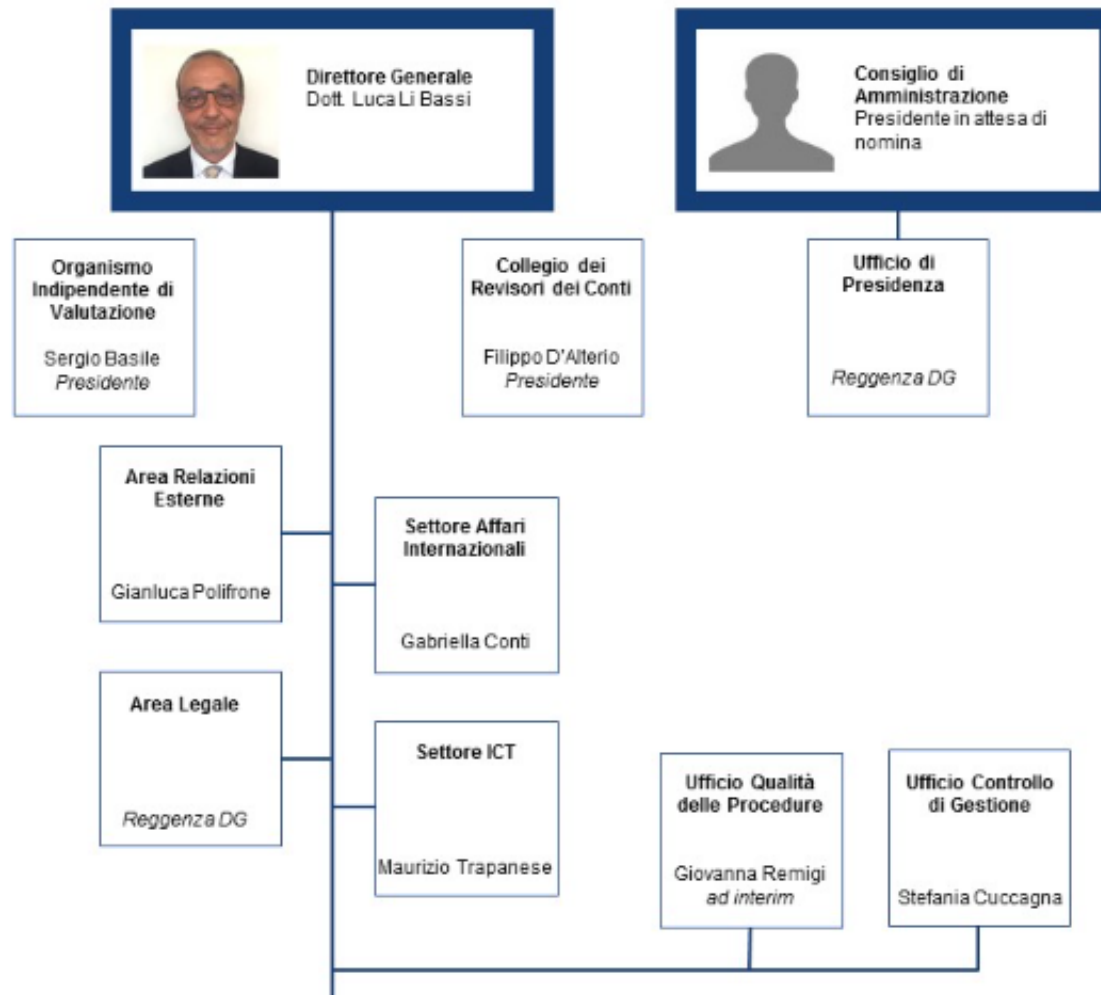 Direttore Generale
Dott. Luca Li Bassi
Consiglio di
Amministrazione
Presidente in attesa di
nomina
Organismo
Indipendente di
Valutazione
Sergio Basile
Presidente
Collegio dei
Revisori dei Conti
Filippo D'Alterio
Presidente
Ufficio di
Presidenza
Reggenza DG
Area Relazioni
Esterne
Gianluca Polifrone
Settore Affari
Internazionali
Gabriella Conti
Area Legale
Reggenza DG
Settore ICT
Maurizio Trapanese
Ufficio Qualità
delle Procedure
Giovanna Remigi
ad interim
Ufficio Controllo
di Gestione
Stefania Cuccagna